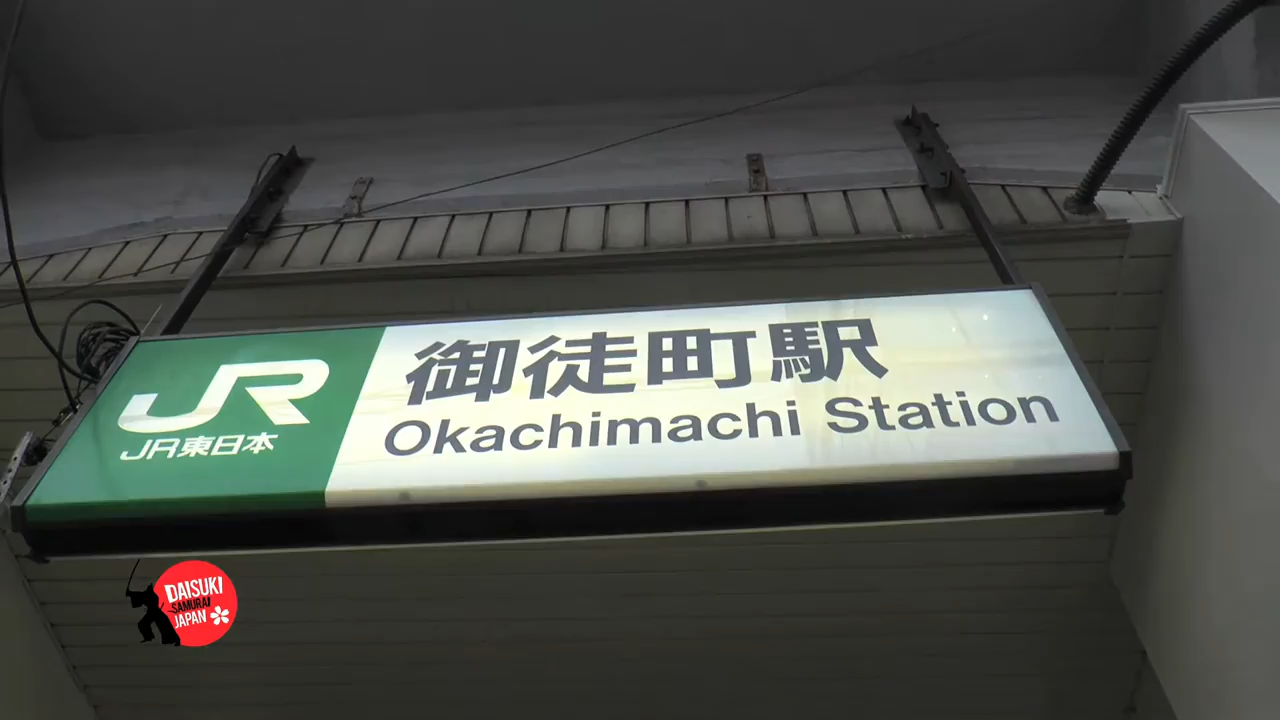 JR
JR東日本
御徒町駅
Okachimachi Station
DAISUKI
SAMURAI
JAPAN